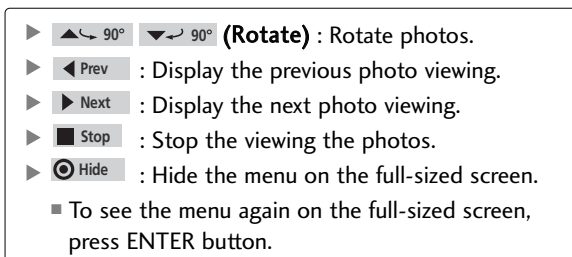 ▶ ▲⤿ 90° ▼⤶ 90° (Rotate) : Rotate photos.
▶ ◀ Prev : Display the previous photo viewing.
▶ ▶ Next : Display the next photo viewing.
▶ ■ Stop : Stop the viewing the photos.
▶ ◉ Hide : Hide the menu on the full-sized screen.
■ To see the menu again on the full-sized screen,
press ENTER button.